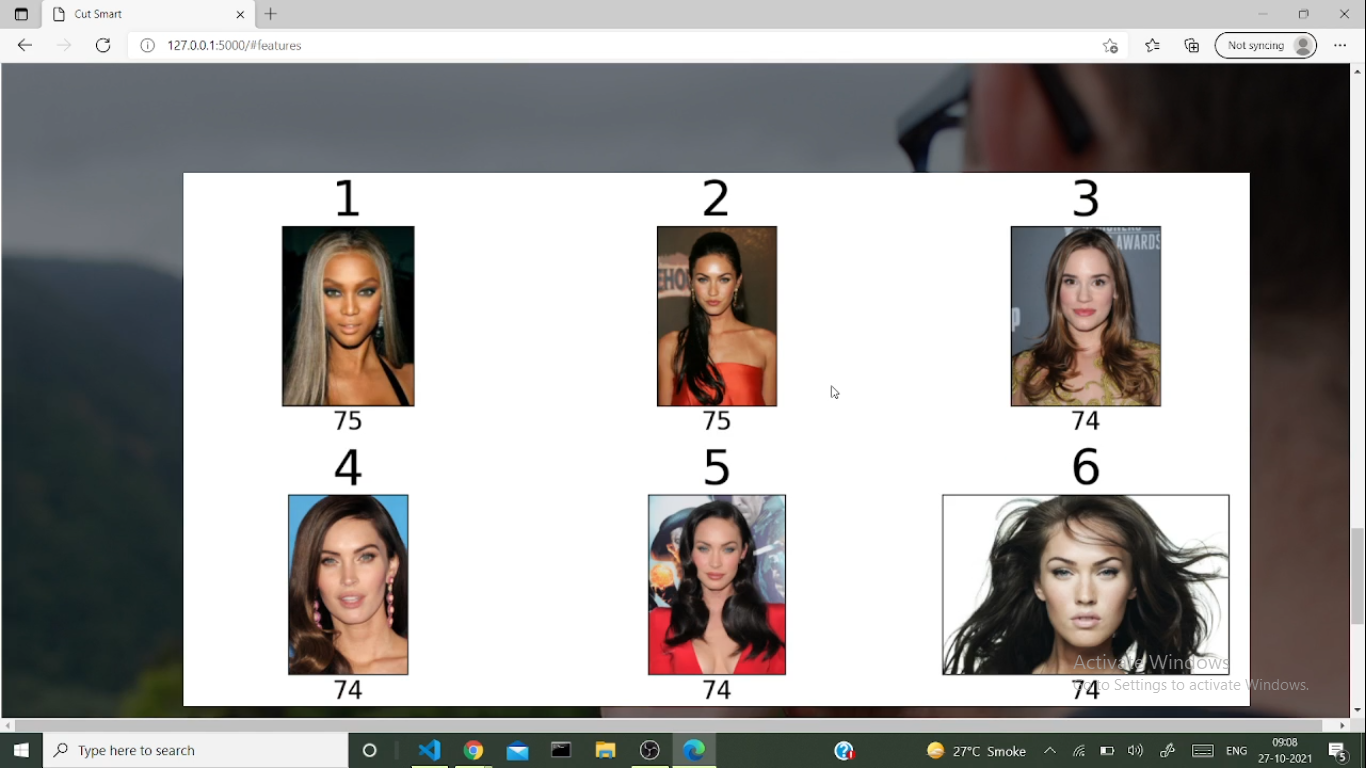 Cut Smart
127.0.0.1:5000/#features
Not syncing
1
2
3
AWARDS
75
75
74
4
5
6
74
74
74
Activate Windows
Go to Settings to activate Windows.
Type here to search
27°C Smoke
ENG
09:08
27-10-2021
5